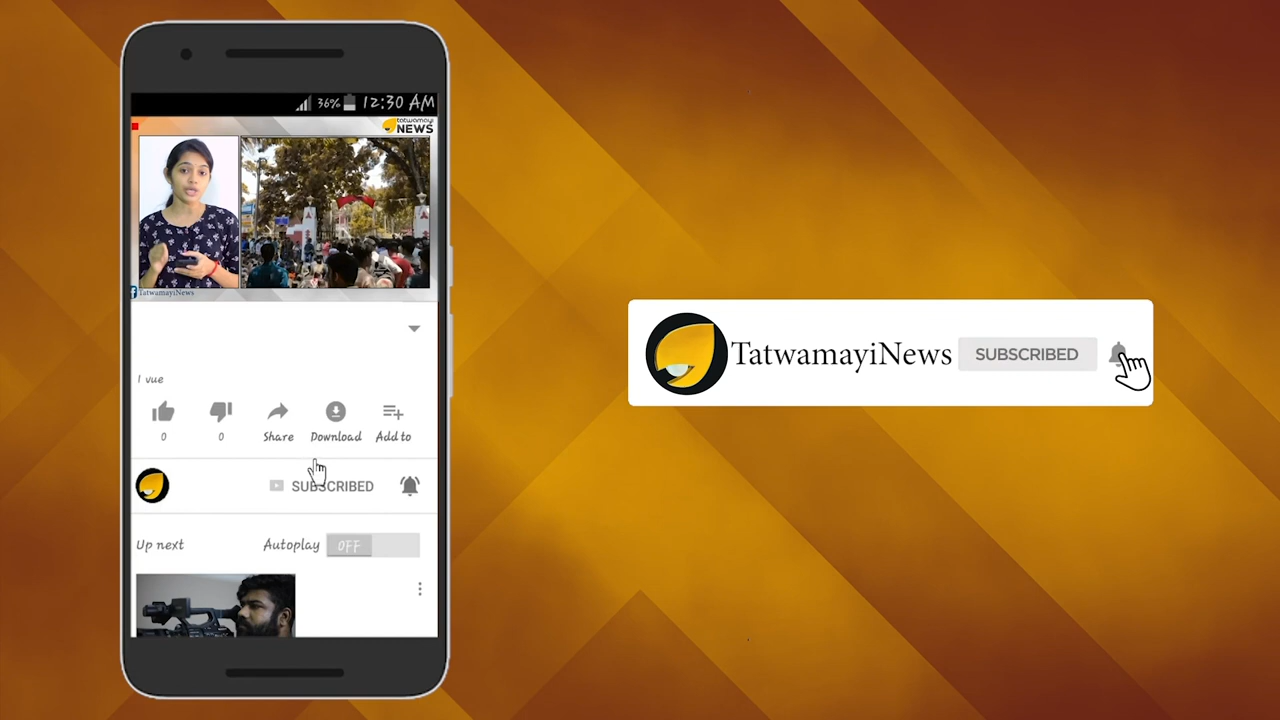 36% 12:30 AM
tatwamayi
NEWS
TatwamayiNews
1 vue
0 0 Share Download Add to
SUBSCRIBED
Up next Autoplay OFF
TatwamayiNews SUBSCRIBED